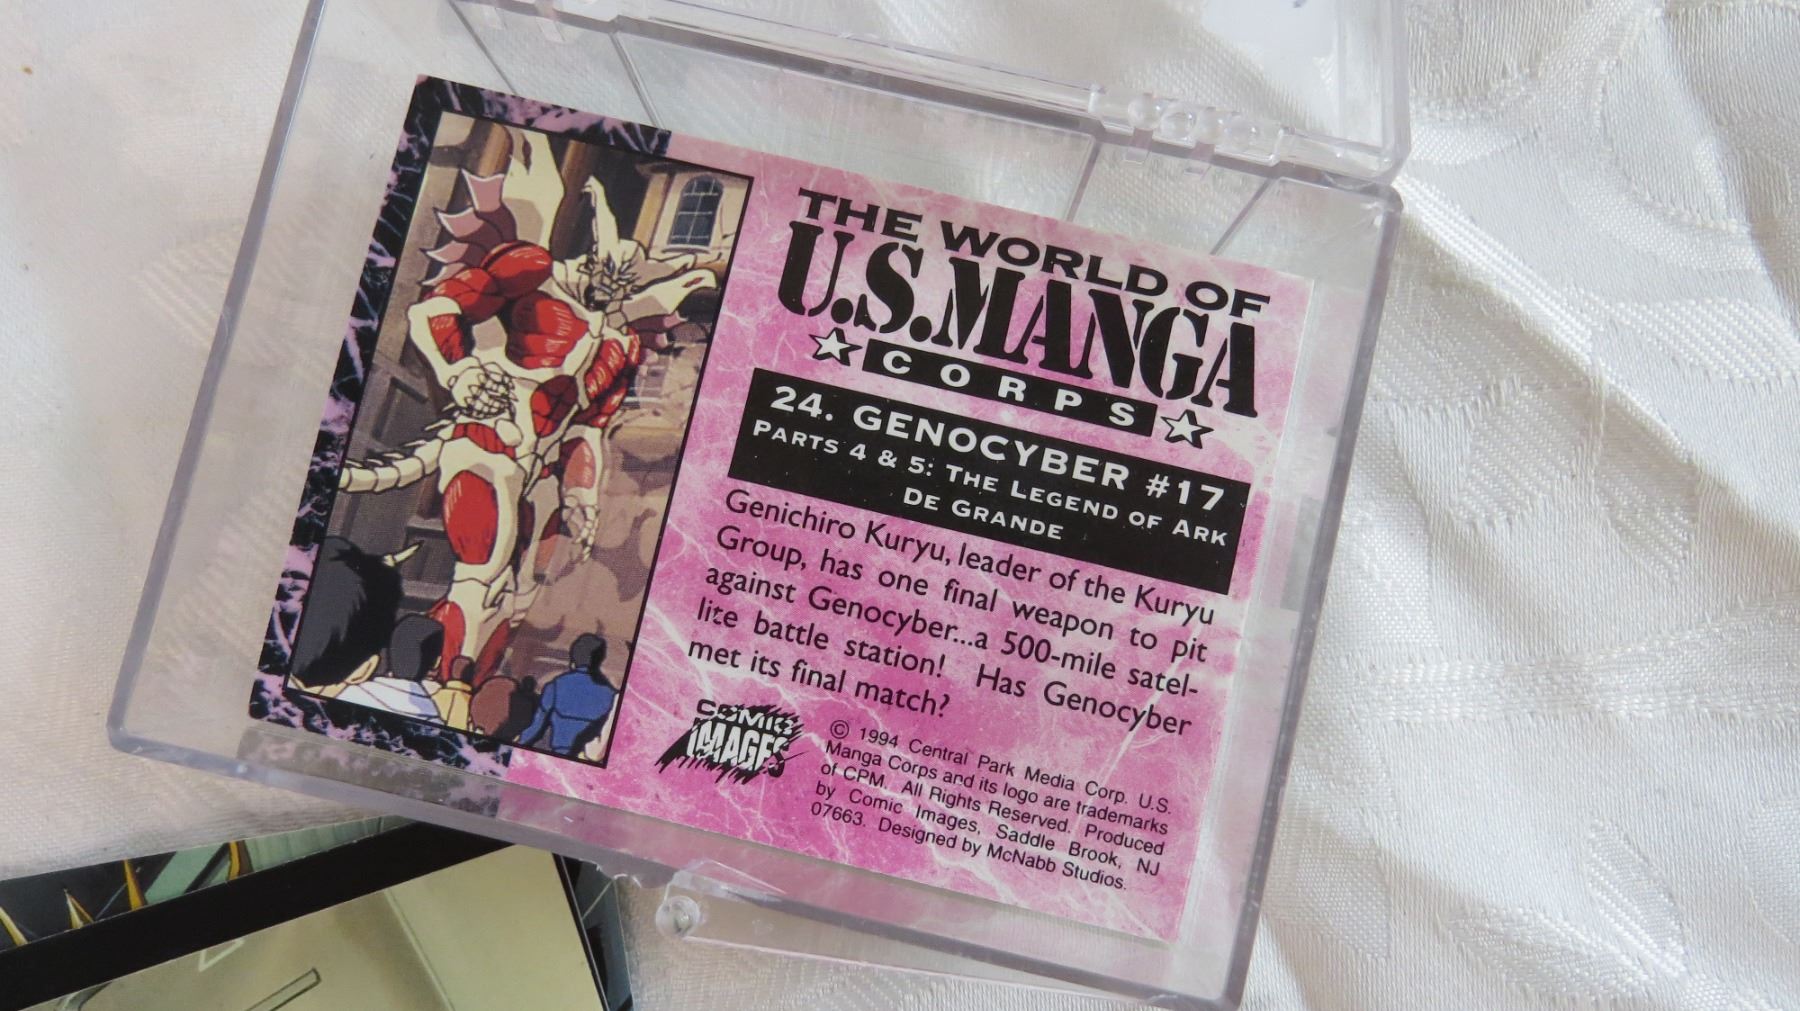 THE WORLD OF
U.S. MANGA
CORPS
24. GENOCYBER #17
PARTS 4 & 5: THE LEGEND OF ARK
DE GRANDE
Genichiro Kuryu, leader of the Kuryu
Group, has one final weapon to pit
against Genocyber...a 500-mile satel-
lite battle station! Has Genocyber
met its final match?
COMIC
IMAGES
© 1994 Central Park Media Corp. U.S.
Manga Corps and its logo are trademarks
of CPM. All Rights Reserved. Produced
by Comic Images, Saddle Brook, NJ
07663. Designed by McNabb Studios.